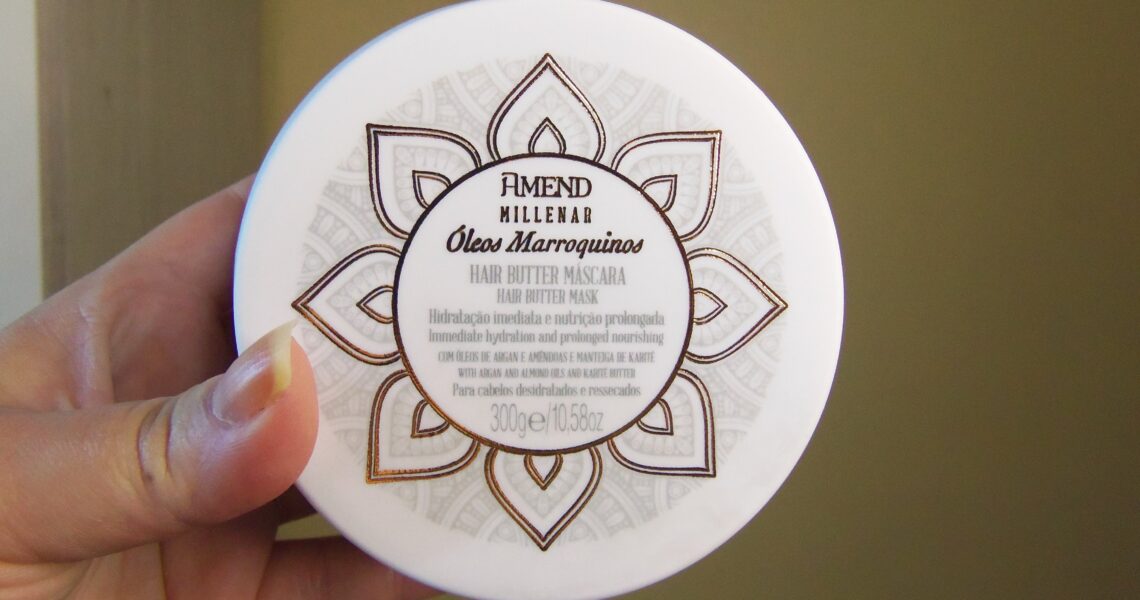 AMEND
MILLENAR
Óleos Marroquinos
HAIR BUTTER MÁSCARA
HAIR BUTTER MASK
Hidratação imediata e nutrição prolongada
Immediate hydration and prolonged nourishing
COM ÓLEOS DE ARGAN E AMÊNDOAS E MANTEIGA DE KARITÉ
WITH ARGAN AND ALMOND OILS AND KARITÉ BUTTER
Para cabelos desidratados e ressecados
300g℮/10.58oz